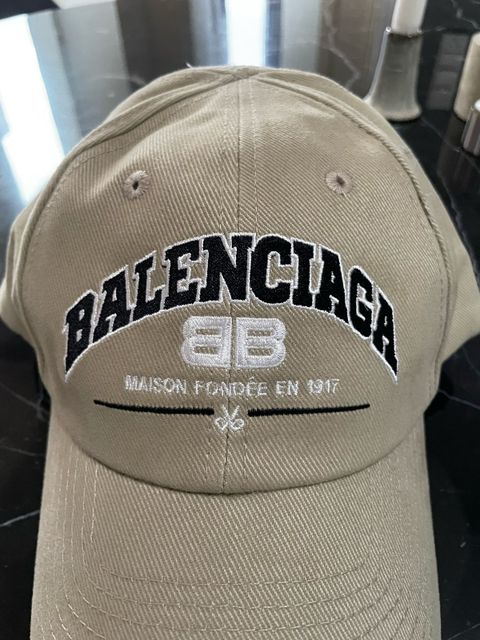 BALENCIAGA
BB
MAISON FONDÉE EN 1917